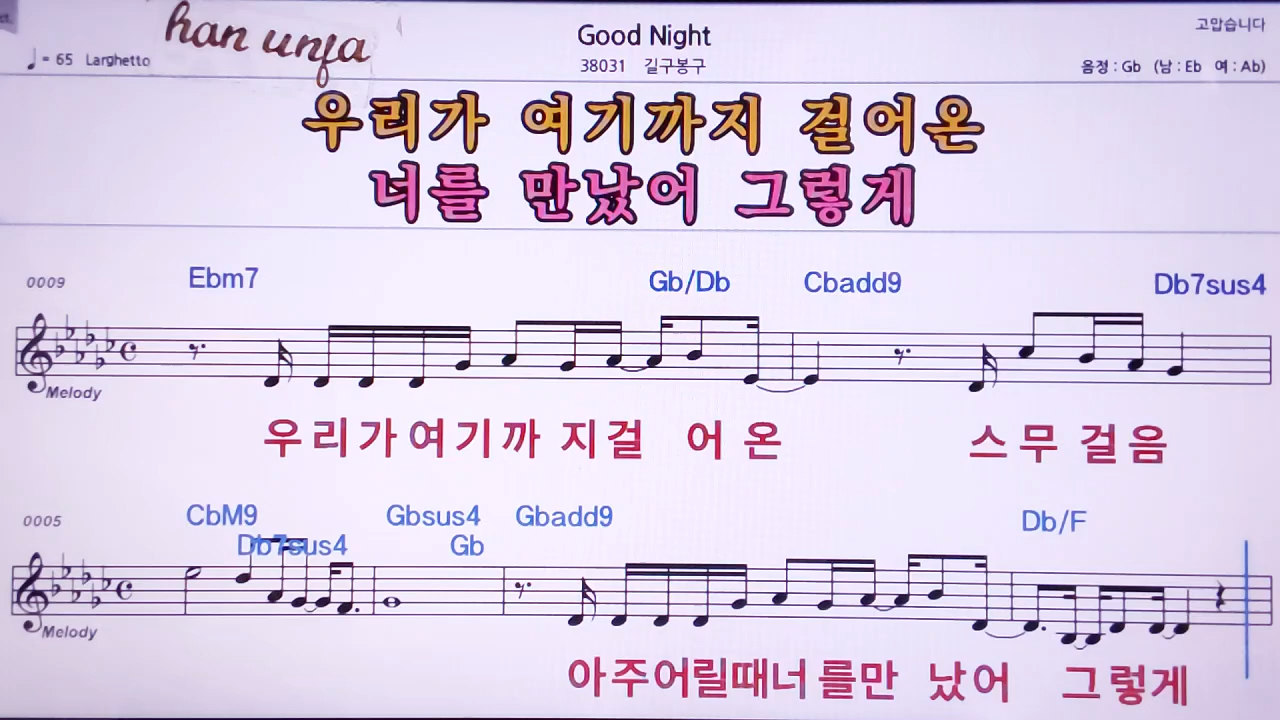 han unja
Good Night
고맙습니다
♩= 65 Larghetto
38031 길구봉구
음정 : Gb (남 : Eb 여 : Ab)
우리가 여기까지 걸어온
너를 만났어 그렇게
0009
Ebm7 Gb/Db Cbadd9 Db7sus4
Melody
우리가여기까 지걸 어 온 스무 걸음
0005
CbM9 Gbsus4 Gbadd9 Db/F
Db7sus4 Gb
Melody
아주어릴때너 를만 났어 그렇게